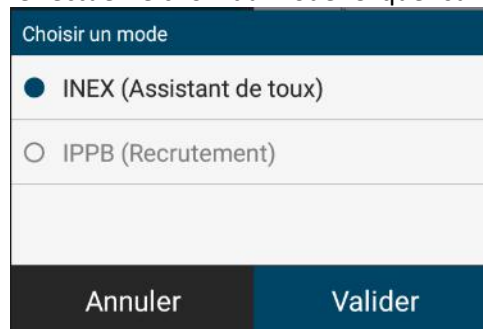 Choisir un mode
INEX (Assistant de toux)
IPPB (Recrutement)
Annuler Valider